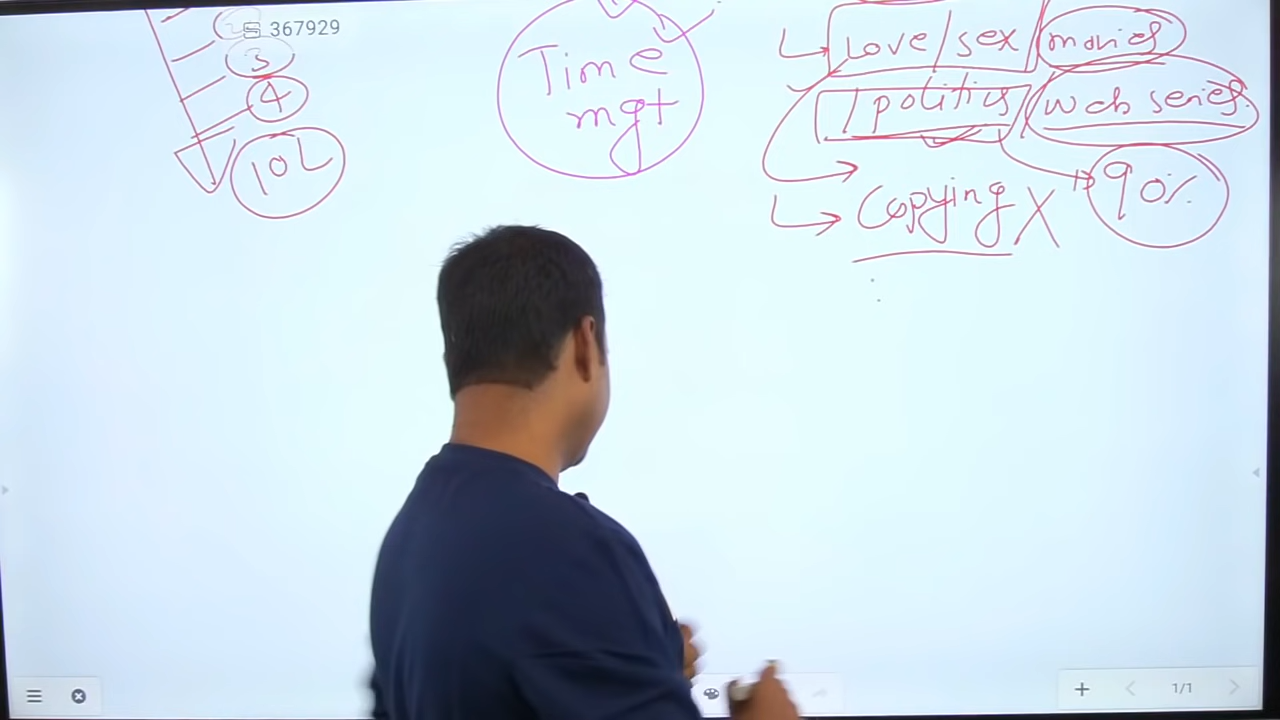 367929
3
4
10L
Time
mgt
Love/sex movies
/politics web series
Copying X 90%
1/1